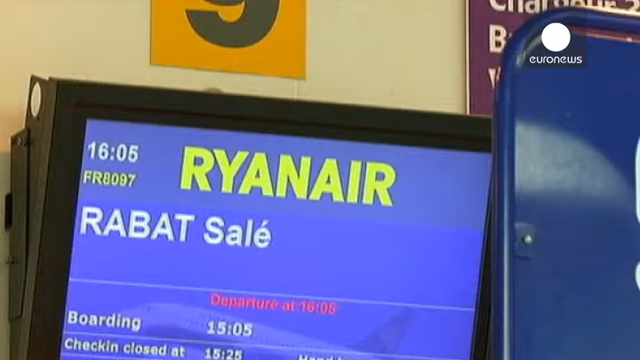 9
Chargeur
euronews
16:05
FR8097
RYANAIR
RABAT Salé
Departure at 16:05
Boarding 15:05
Checkin closed at 15:25